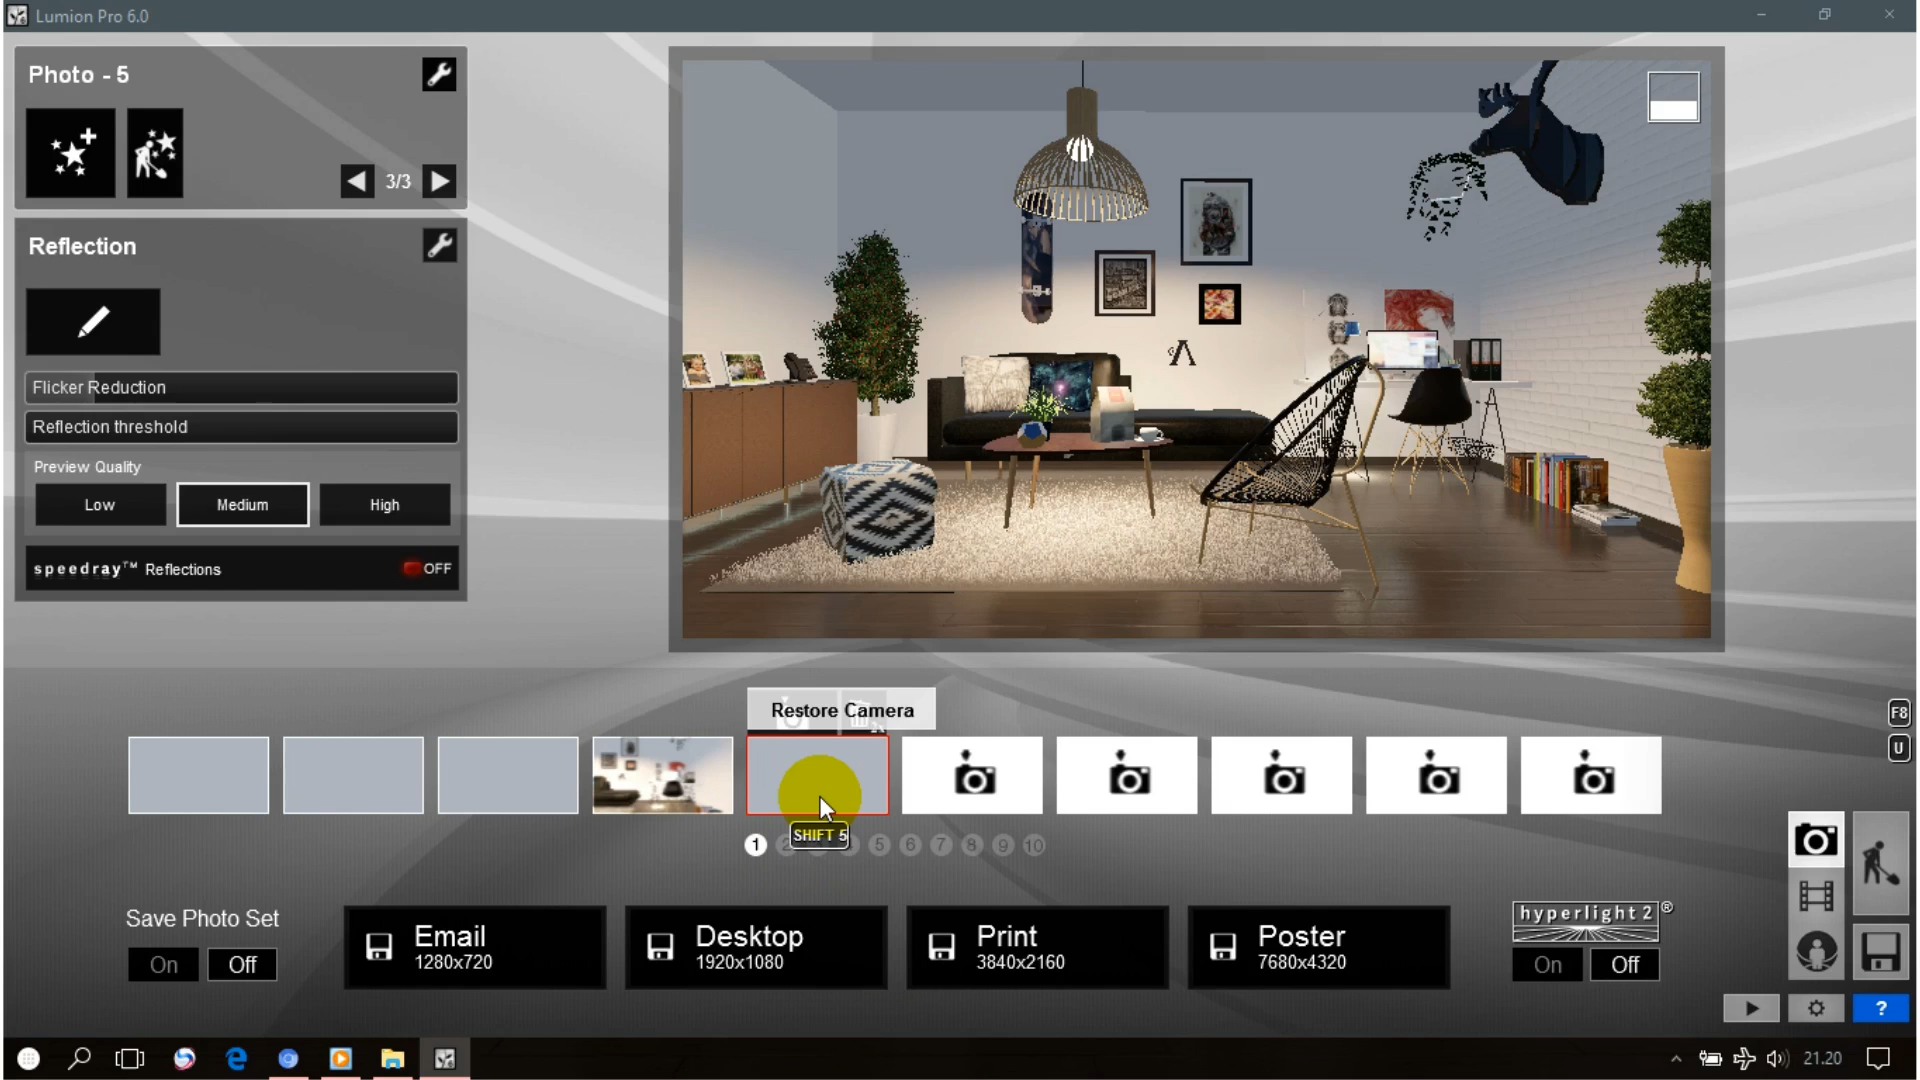 Lumion Pro 6.0
Photo - 5
3/3
Reflection
Flicker Reduction
Reflection threshold
Preview Quality
Low
Medium
High
speedray™ Reflections
OFF
Restore Camera
F8
U
SHIFT 5
1 2 5 6 7 8 9 10
Save Photo Set
On
Off
Email
1280x720
Desktop
1920x1080
Print
3840x2160
Poster
7680x4320
hyperlight 2 ®
On
Off
?
21.20